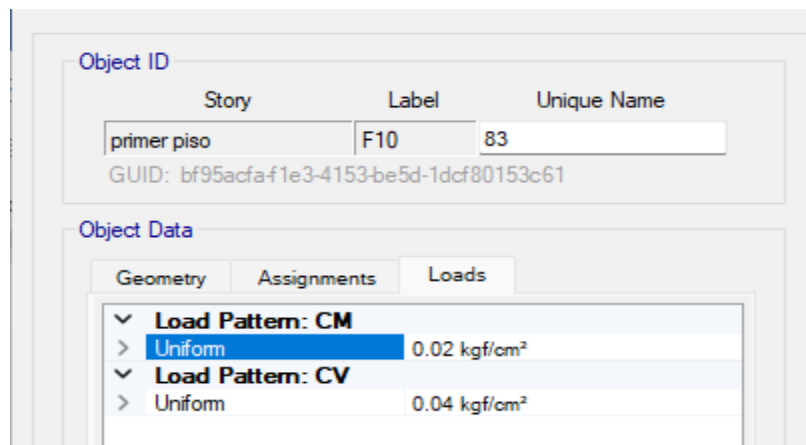 Object ID
Story Label Unique Name
primer piso F10 83
GUID: bf95acfa-f1e3-4153-be5d-1dcf80153c61
Object Data
Geometry Assignments Loads
Load Pattern: CM
Uniform 0.02 kgf/cm²
Load Pattern: CV
Uniform 0.04 kgf/cm²